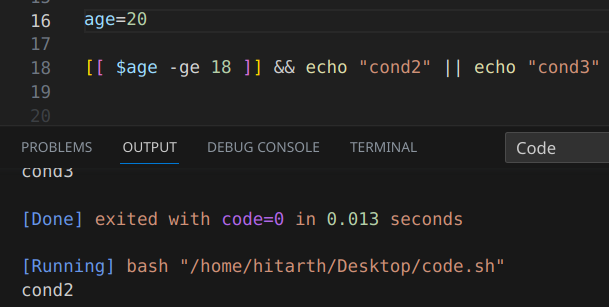 16 age=20
17
18 [[ $age -ge 18 ]] && echo "cond2" || echo "cond3"
19
20
PROBLEMS OUTPUT DEBUG CONSOLE TERMINAL Code
cond3
[Done] exited with code=0 in 0.013 seconds
[Running] bash "/home/hitarth/Desktop/code.sh"
cond2